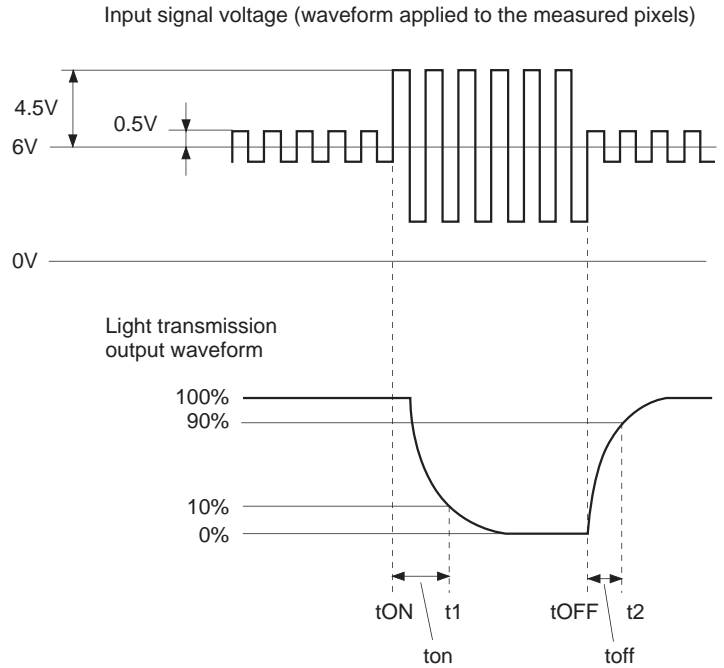 Input signal voltage (waveform applied to the measured pixels)
4.5V
0.5V
6V
0V
Light transmission
output waveform
100%
90%
10%
0%
tON t1 tOFF t2
ton toff